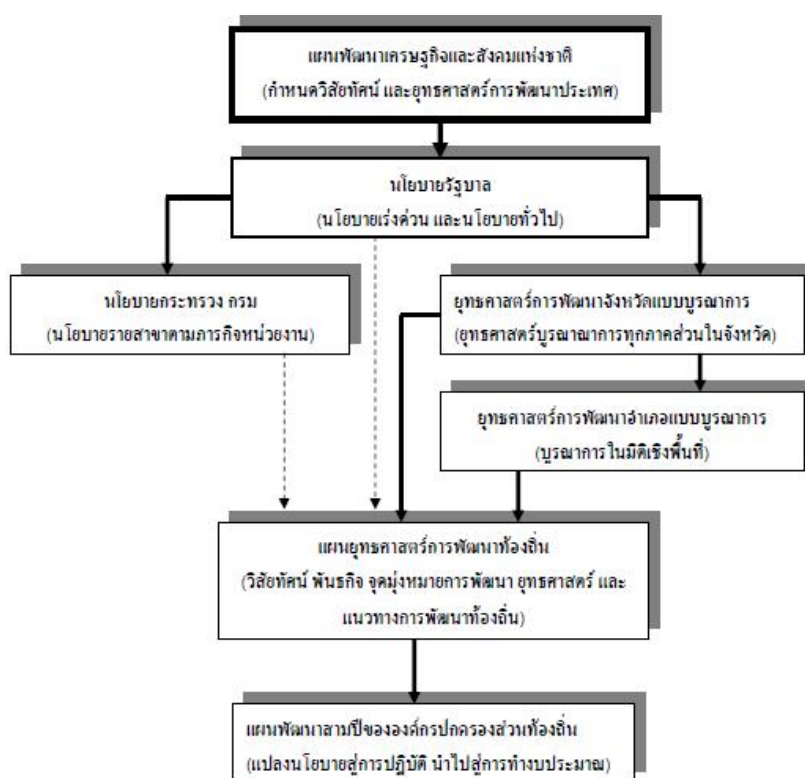 แผนพัฒนาเศรษฐกิจและสังคมแห่งชาติ
(กำหนดวิสัยทัศน์ และยุทธศาสตร์การพัฒนาประเทศ)
นโยบายรัฐบาล
(นโยบายเร่งด่วน และนโยบายทั่วไป)
นโยบายกระทรวง กรม
(นโยบายรายสาขาตามภารกิจหน่วยงาน)
ยุทธศาสตร์การพัฒนาจังหวัดแบบบูรณาการ
(ยุทธศาสตร์บูรณาณาการทุกภาคส่วนในจังหวัด)
ยุทธศาสตร์การพัฒนาอำเภอแบบบูรณาการ
(บูรณาการในมิติเชิงพื้นที่)
แผนยุทธศาสตร์การพัฒนาท้องถิ่น
(วิสัยทัศน์ พันธกิจ จุดมุ่งหมายการพัฒนา ยุทธศาสตร์ และ
แนวทางการพัฒนาท้องถิ่น)
แผนพัฒนาสามปีขององค์กรปกครองส่วนท้องถิ่น
(แปลงนโยบายสู่การปฏิบัติ นำไปสู่การทำงบประมาณ)